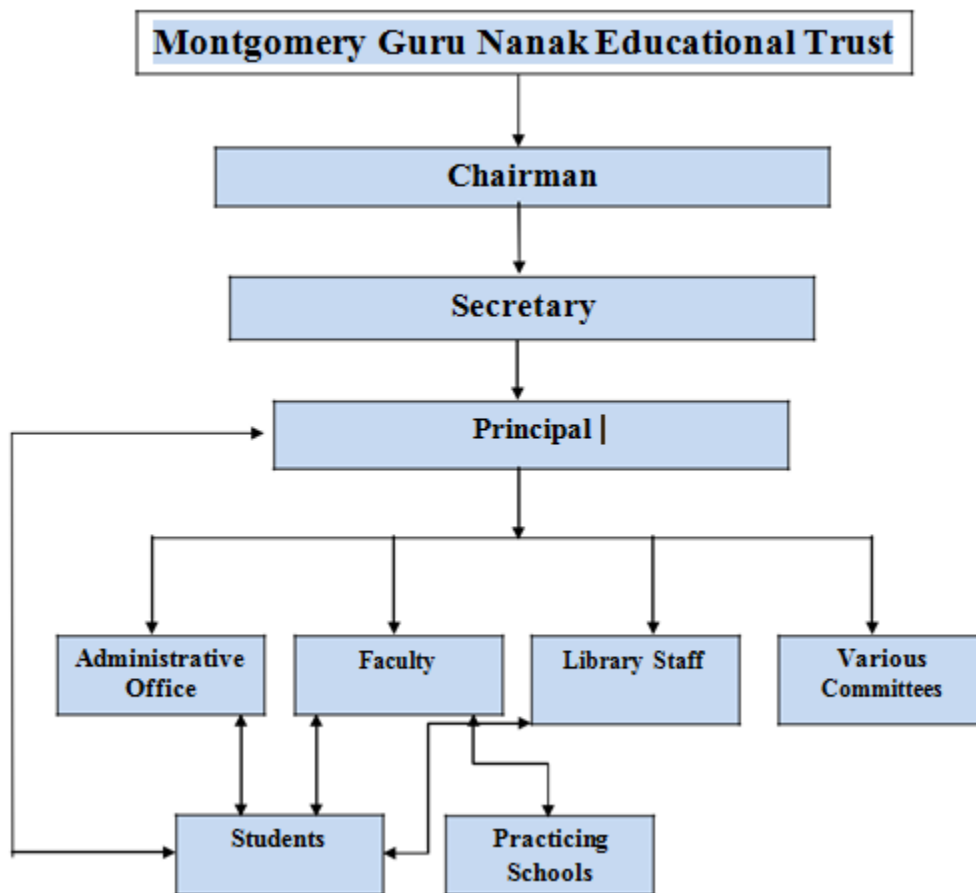 Montgomery Guru Nanak Educational Trust
Chairman
Secretary
Principal
Administrative
Office
Faculty
Library Staff
Various
Committees
Students
Practicing
Schools